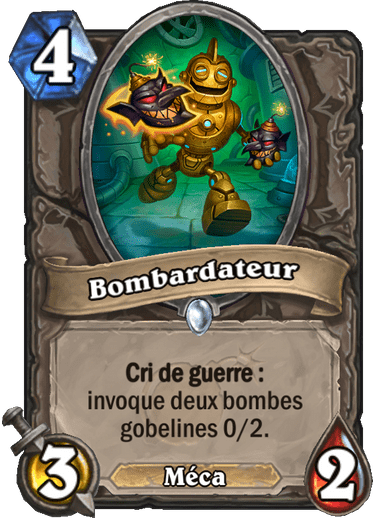 4
Bombardateur
Cri de guerre :
invoque deux bombes
gobelines 0/2.
3
Méca
2